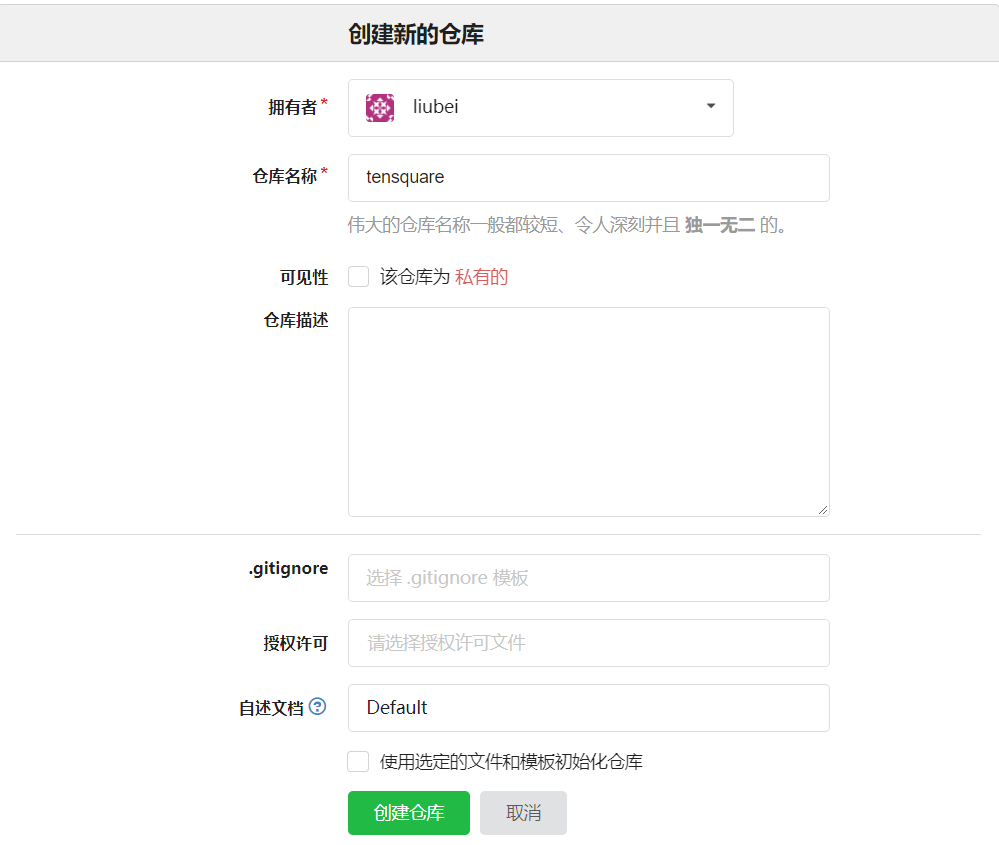 创建新的仓库
拥有者* liubei
仓库名称* tensquare
伟大的仓库名称一般都较短、令人深刻并且 独一无二 的。
可见性 该仓库为 私有的
仓库描述
.gitignore 选择 .gitignore 模板
授权许可 请选择授权许可文件
自述文档 Default
使用选定的文件和模板初始化仓库
创建仓库 取消